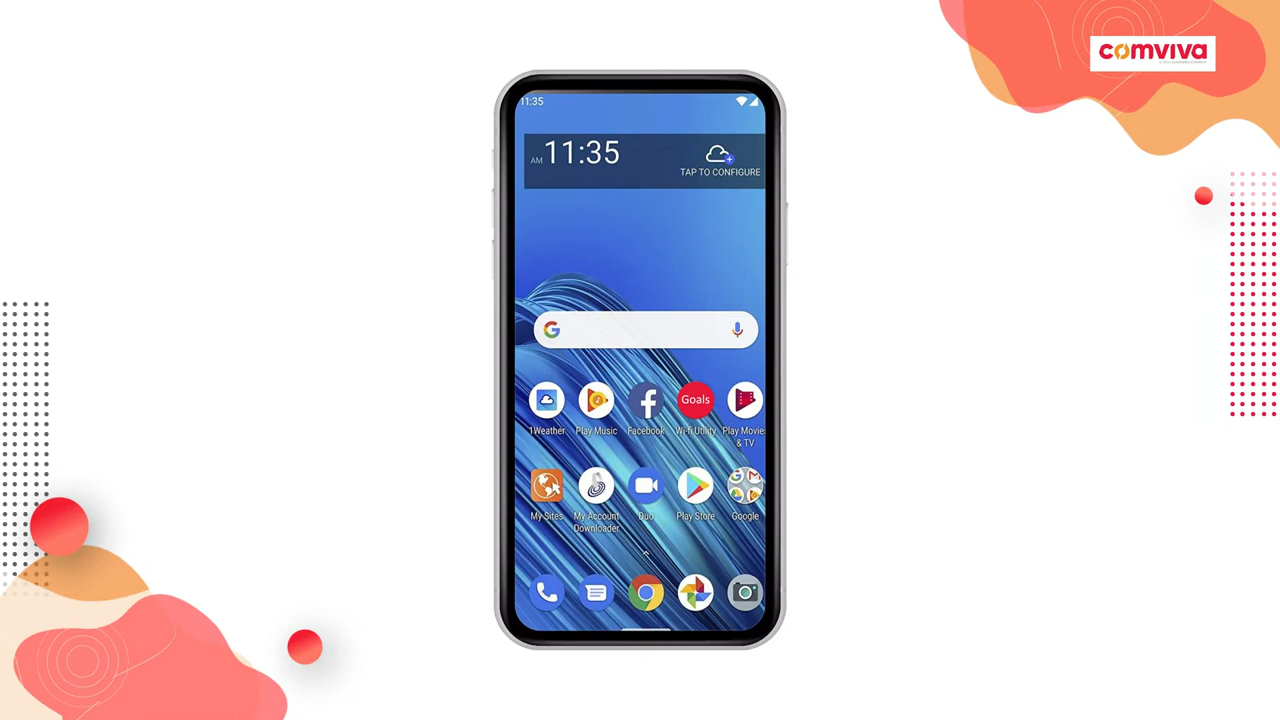 comviva
11:35
AM 11:35
TAP TO CONFIGURE
Goals
1Weather Play Music Facebook Wi-fi Utility Play Movies
& TV
My Sites My Account Duo Play Store Google
Downloader